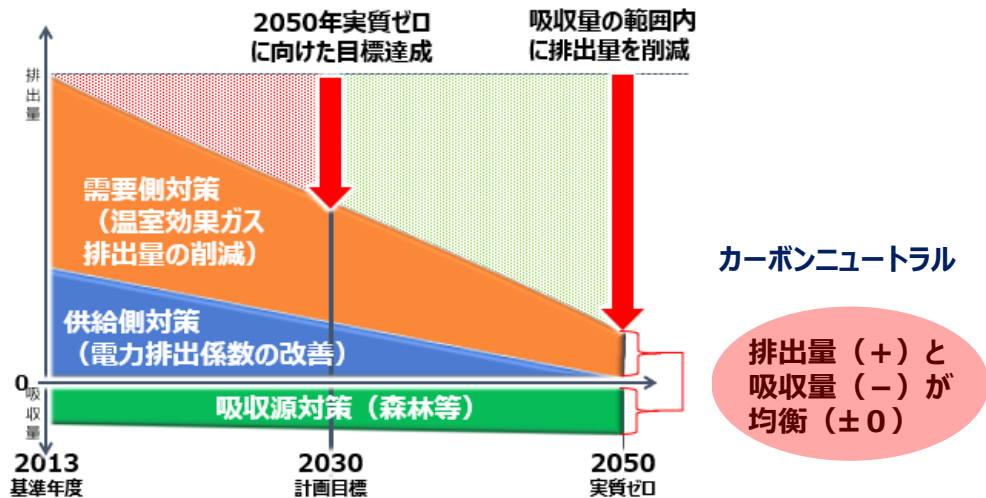 2050年実質ゼロ
に向けた目標達成
吸収量の範囲内
に排出量を削減
排出量
需要側対策
（温室効果ガス
排出量の削減）
供給側対策
（電力排出係数の改善）
カーボンニュートラル
排出量（＋）と
吸収量（－）が
均衡（±０）
0
吸収量
吸収源対策（森林等）
2013
基準年度
2030
計画目標
2050
実質ゼロ